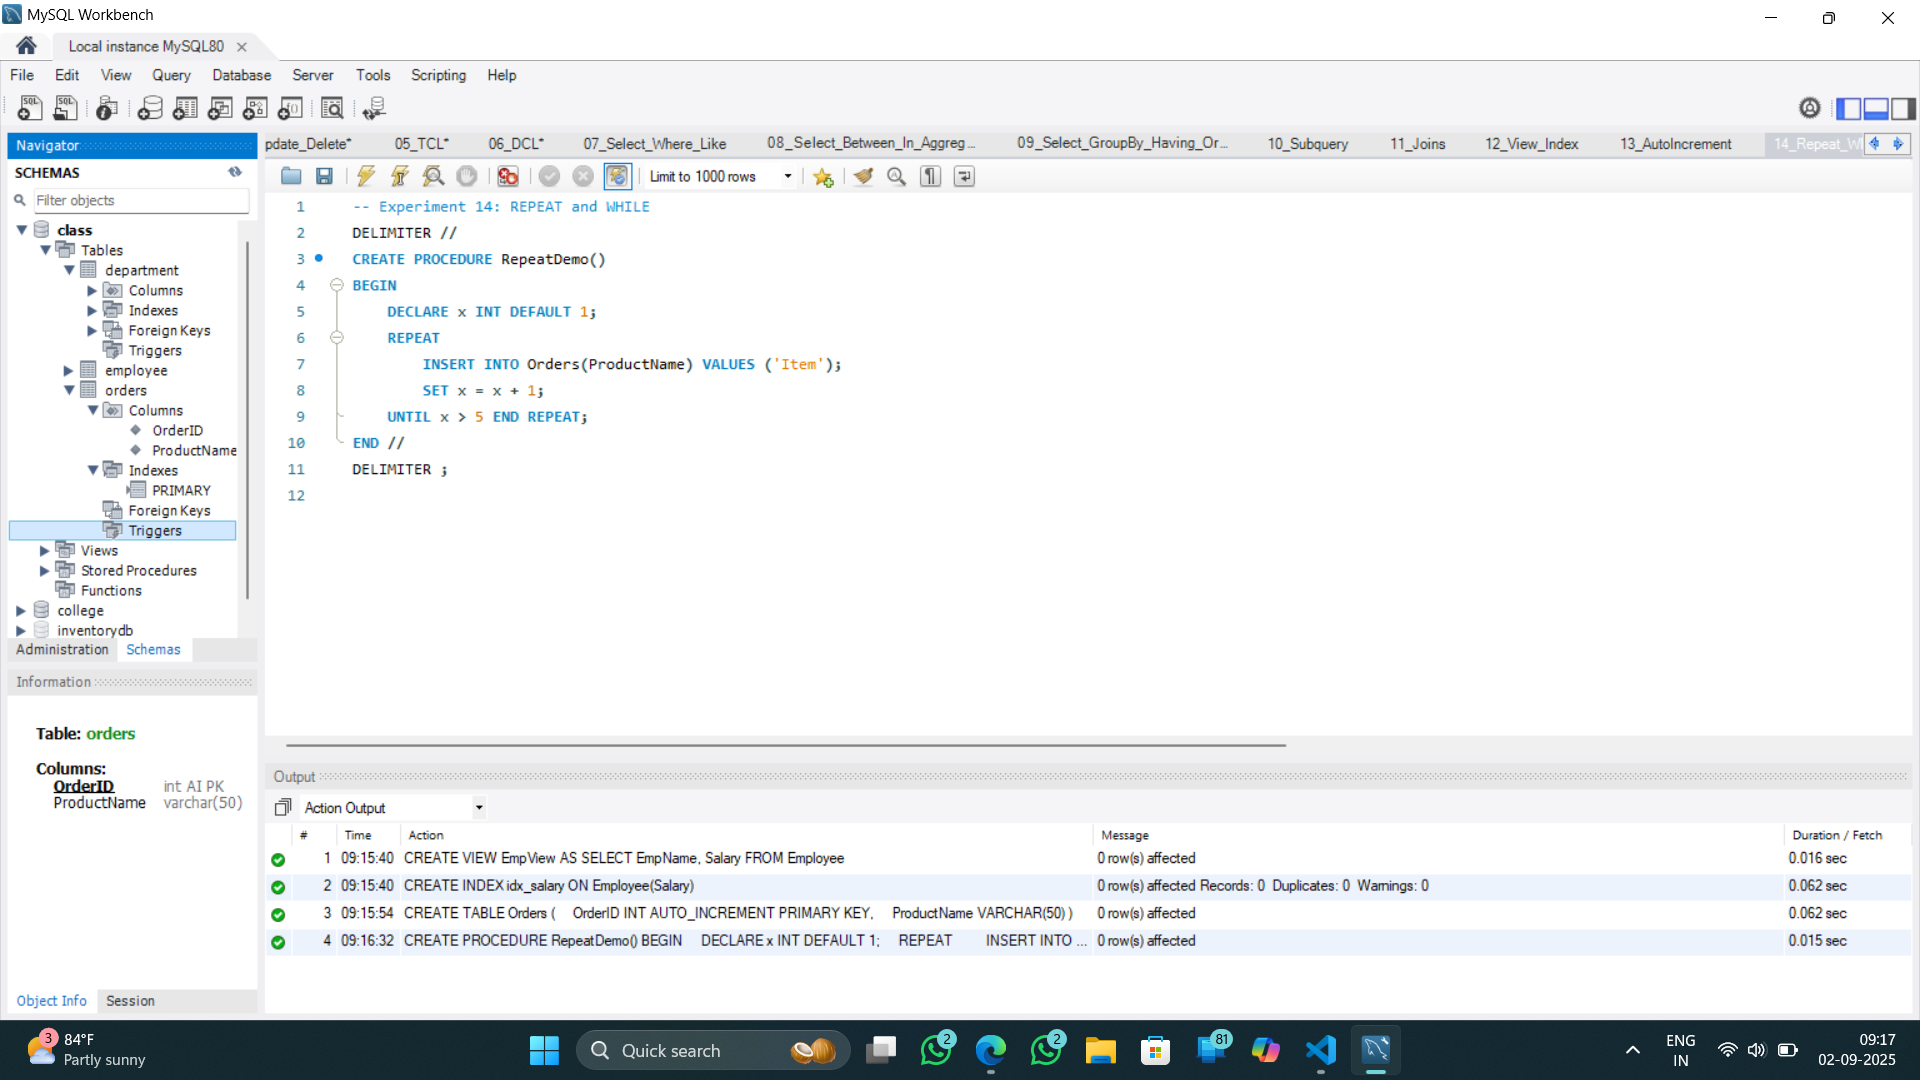 MySQL Workbench
Local instance MySQL80
File Edit View Query Database Server Tools Scripting Help
Navigator
pdate_Delete* 05_TCL* 06_DCL* 07_Select_Where_Like 08_Select_Between_In_Aggreg... 09_Select_GroupBy_Having_Or... 10_Subquery 11_Joins 12_View_Index 13_AutoIncrement 14_Repeat_W
SCHEMAS
Filter objects
class
Tables
department
Columns
Indexes
Foreign Keys
Triggers
employee
orders
Columns
OrderID
ProductName
Indexes
PRIMARY
Foreign Keys
Triggers
Views
Stored Procedures
Functions
college
inventorydb
Administration Schemas
Information
Table: orders
Columns:
OrderID int AI PK
ProductName varchar(50)
Object Info Session
Limit to 1000 rows
1 -- Experiment 14: REPEAT and WHILE
2 DELIMITER //
3 CREATE PROCEDURE RepeatDemo()
4 BEGIN
5 DECLARE x INT DEFAULT 1;
6 REPEAT
7 INSERT INTO Orders(ProductName) VALUES ('Item');
8 SET x = x + 1;
9 UNTIL x > 5 END REPEAT;
10 END //
11 DELIMITER ;
12
Output
Action Output
# Time Action Message Duration / Fetch
1 09:15:40 CREATE VIEW EmpView AS SELECT EmpName, Salary FROM Employee 0 row(s) affected 0.016 sec
2 09:15:40 CREATE INDEX idx_salary ON Employee(Salary) 0 row(s) affected Records: 0 Duplicates: 0 Warnings: 0 0.062 sec
3 09:15:54 CREATE TABLE Orders ( OrderID INT AUTO_INCREMENT PRIMARY KEY, ProductName VARCHAR(50) ) 0 row(s) affected 0.062 sec
4 09:16:32 CREATE PROCEDURE RepeatDemo() BEGIN DECLARE x INT DEFAULT 1; REPEAT INSERT INTO ... 0 row(s) affected 0.015 sec
3 84°F
Partly sunny
Quick search
2
2
81
ENG
IN
09:17
02-09-2025